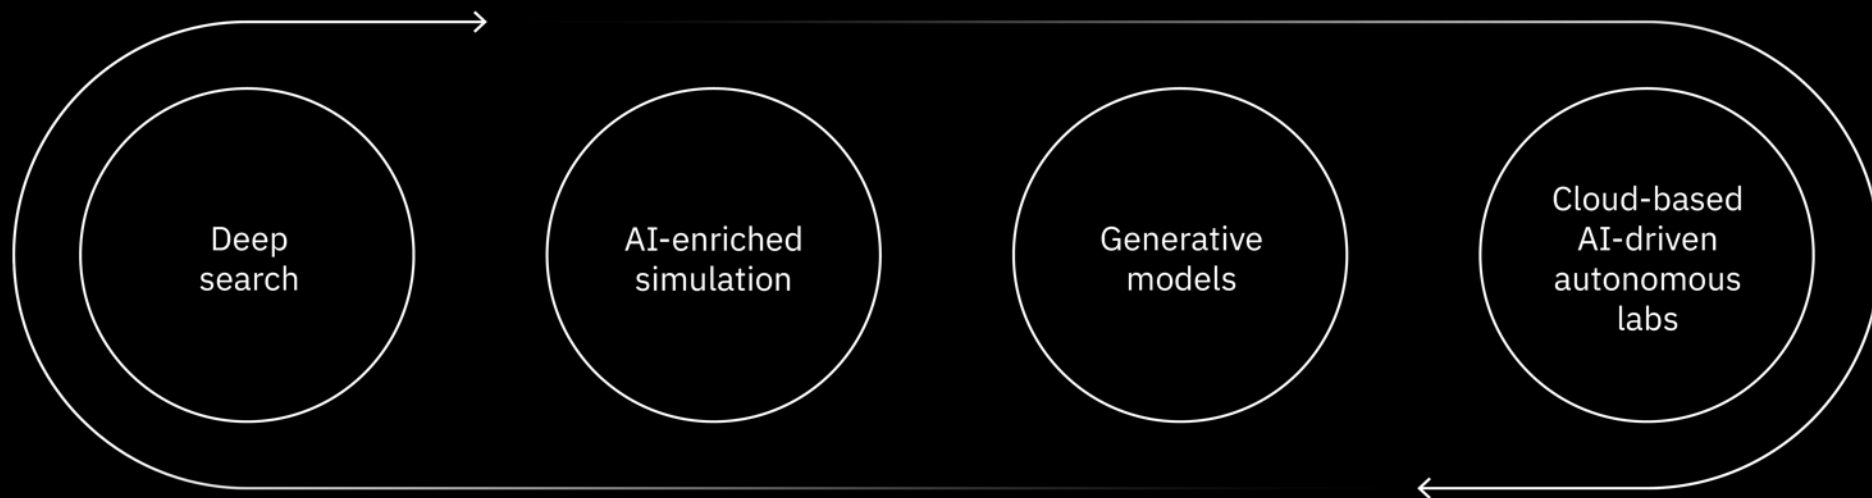 Deep
search
AI-enriched
simulation
Generative
models
Cloud-based
AI-driven
autonomous
labs